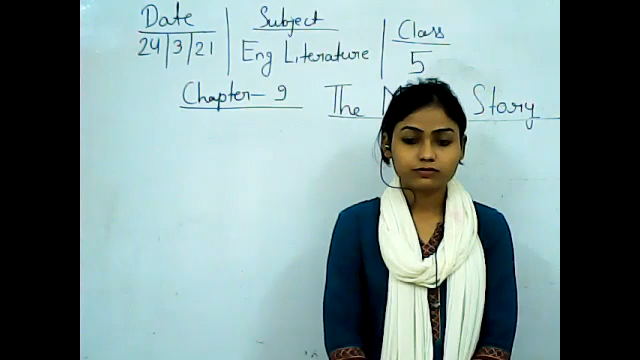 Date | Subject | Class
24/3/21 | Eng Literature | 5
Chapter- 9 The Story